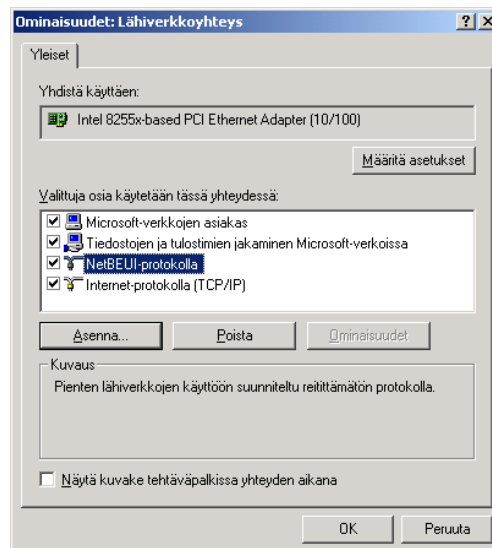 Ominaisuudet: Lähiverkkoyhteys
Yleiset
Yhdistä käyttäen:
Intel 8255x-based PCI Ethernet Adapter (10/100)
Määritä asetukset
Valittuja osia käytetään tässä yhteydessä:
Microsoft-verkkojen asiakas
Tiedostojen ja tulostimien jakaminen Microsoft-verkoissa
NetBEUI-protokolla
Internet-protokolla (TCP/IP)
Asenna... Poista Ominaisuudet
Kuvaus
Pienten lähiverkkojen käyttöön suunniteltu reitittämätön protokolla.
Näytä kuvake tehtäväpalkissa yhteyden aikana
OK Peruuta